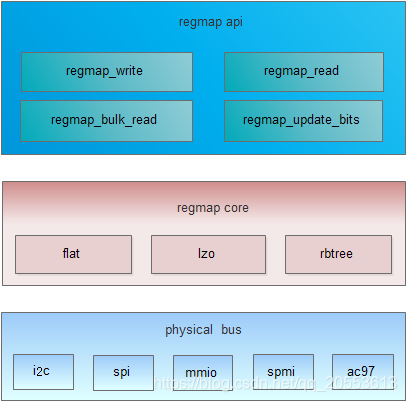 regmap api
regmap_write
regmap_read
regmap_bulk_read
regmap_update_bits
regmap core
flat
lzo
rbtree
physical bus
i2c
spi
mmio
spmi
ac97
https://blog.csdn.net/qq_20553613